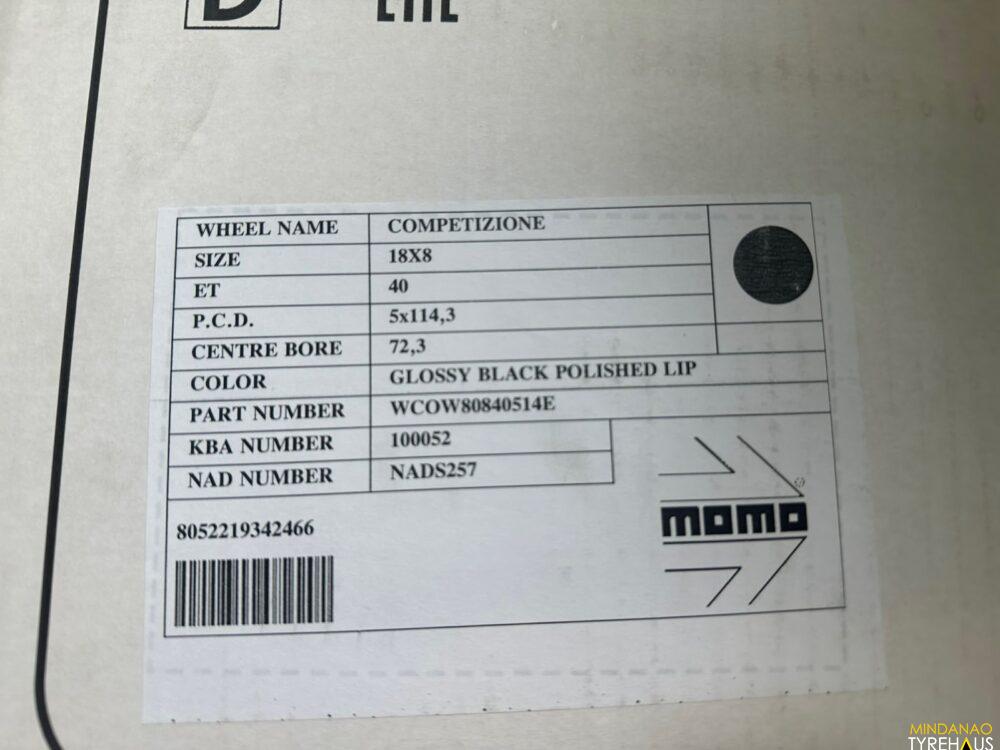 WHEEL NAME COMPETIZIONE
SIZE 18X8
ET 40
P.C.D. 5x114,3
CENTRE BORE 72,3
COLOR GLOSSY BLACK POLISHED LIP
PART NUMBER WCOW80840514E
KBA NUMBER 100052
NAD NUMBER NADS257
momo
8052219342466
MINDANAO
TYREHAUS